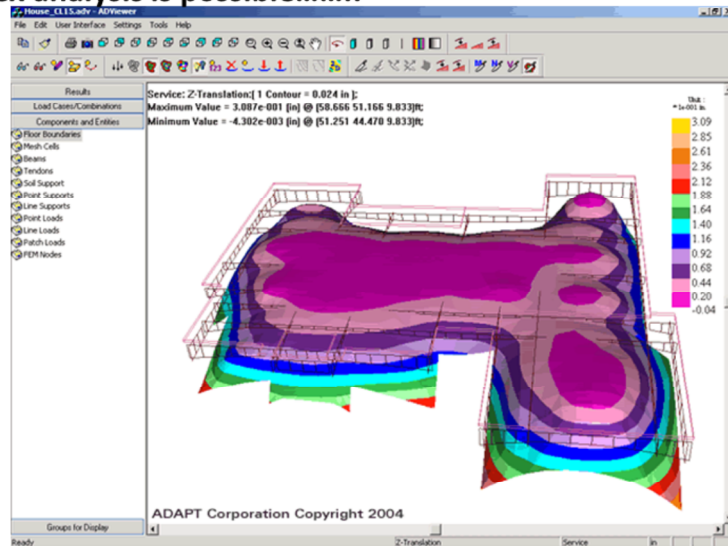 House_CL15.adv - ADViewer
File Edit User Interface Settings Tools Help
Results
Load Cases/Combinations
Components and Entities
Floor Boundaries
Mesh Cells
Beams
Tendons
Soil Support
Point Supports
Line Supports
Point Loads
Line Loads
Patch Loads
FEM Nodes
Groups for Display
Service: Z-Translation:[ 1 Contour = 0.024 in ];
Maximum Value = 3.087e-001 [in] @ (58.666 51.166 9.833)ft;
Minimum Value = -4.302e-003 [in] @ (51.251 44.470 9.833)ft;
Unit :
*1e-001 in
3.09
2.85
2.61
2.36
2.12
1.88
1.64
1.40
1.16
0.92
0.68
0.44
0.20
-0.04
ADAPT Corporation Copyright 2004
Ready Z-Translation Service in